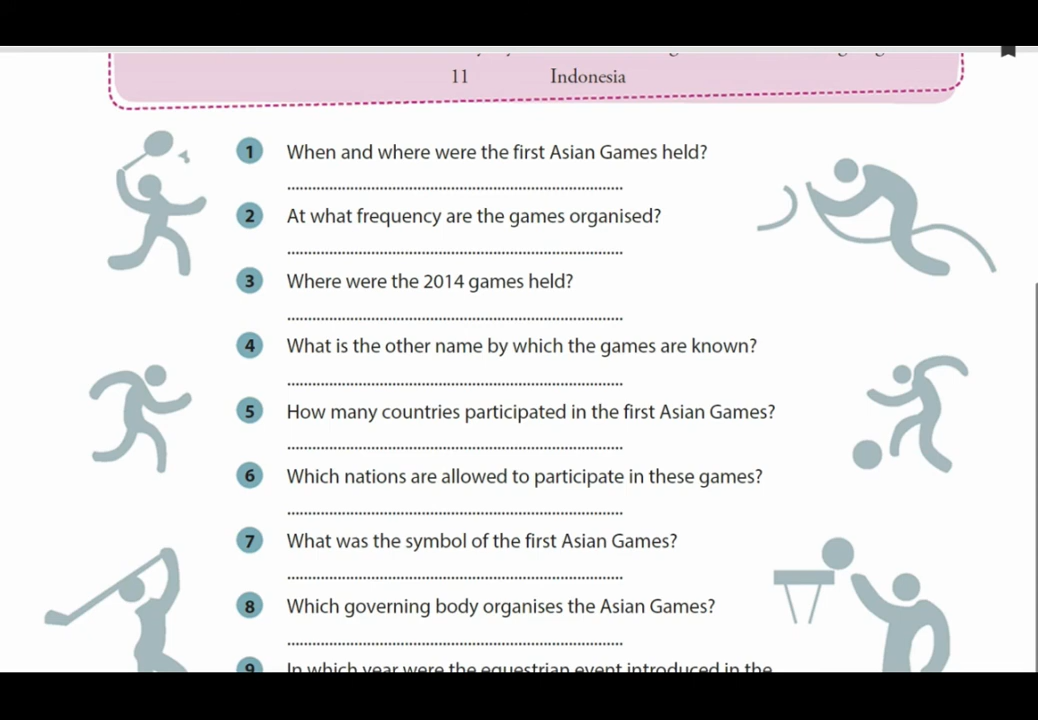 11 Indonesia
1 When and where were the first Asian Games held?
2 At what frequency are the games organised?
3 Where were the 2014 games held?
4 What is the other name by which the games are known?
5 How many countries participated in the first Asian Games?
6 Which nations are allowed to participate in these games?
7 What was the symbol of the first Asian Games?
8 Which governing body organises the Asian Games?
9 In which year were the equestrian event introduced in the